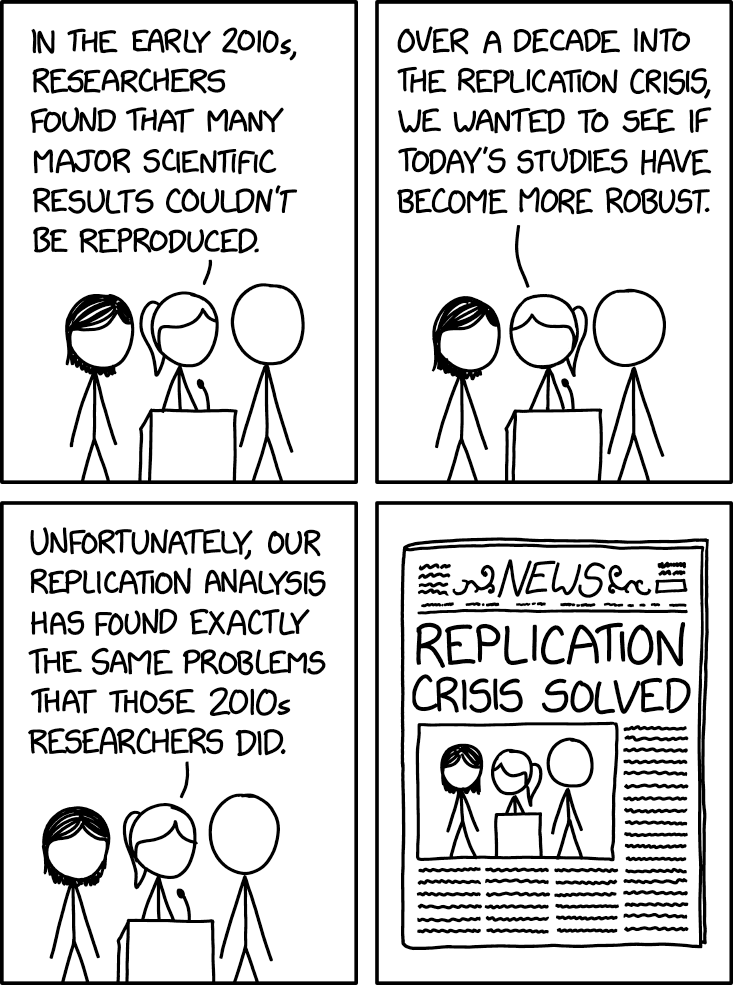 IN THE EARLY 2010s,
RESEARCHERS
FOUND THAT MANY
MAJOR SCIENTIFIC
RESULTS COULDN'T
BE REPRODUCED.
OVER A DECADE INTO
THE REPLICATION CRISIS,
WE WANTED TO SEE IF
TODAY'S STUDIES HAVE
BECOME MORE ROBUST.
UNFORTUNATELY, OUR
REPLICATION ANALYSIS
HAS FOUND EXACTLY
THE SAME PROBLEMS
THAT THOSE 2010s
RESEARCHERS DID.
NEWS
REPLICATION
CRISIS SOLVED